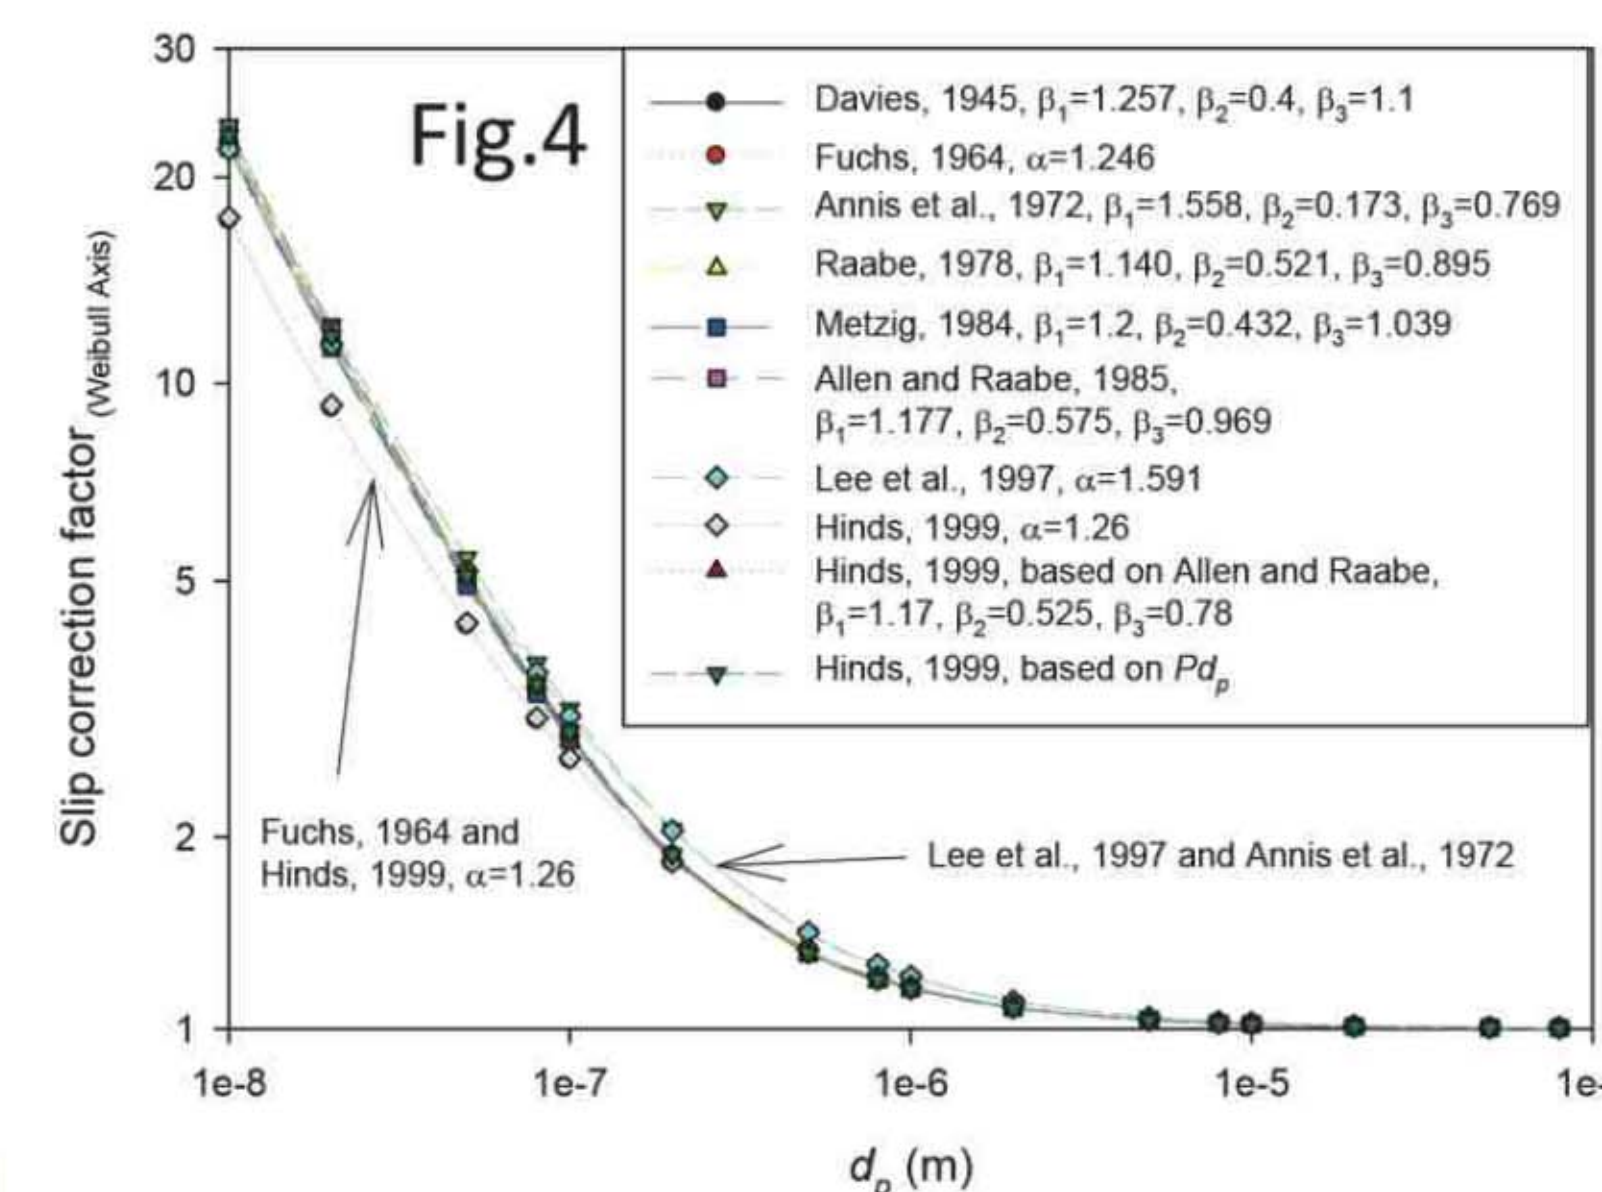 Fig.4
30
20
10
5
2
1
Slip correction factor (Weibull Axis)
Davies, 1945, β₁=1.257, β₂=0.4, β₃=1.1
Fuchs, 1964, α=1.246
Annis et al., 1972, β₁=1.558, β₂=0.173, β₃=0.769
Raabe, 1978, β₁=1.140, β₂=0.521, β₃=0.895
Metzig, 1984, β₁=1.2, β₂=0.432, β₃=1.039
Allen and Raabe, 1985,
β₁=1.177, β₂=0.575, β₃=0.969
Lee et al., 1997, α=1.591
Hinds, 1999, α=1.26
Hinds, 1999, based on Allen and Raabe,
β₁=1.17, β₂=0.525, β₃=0.78
Hinds, 1999, based on Pdₚ
Fuchs, 1964 and
Hinds, 1999, α=1.26
Lee et al., 1997 and Annis et al., 1972
1e-8
1e-7
1e-6
1e-5
dₚ (m)